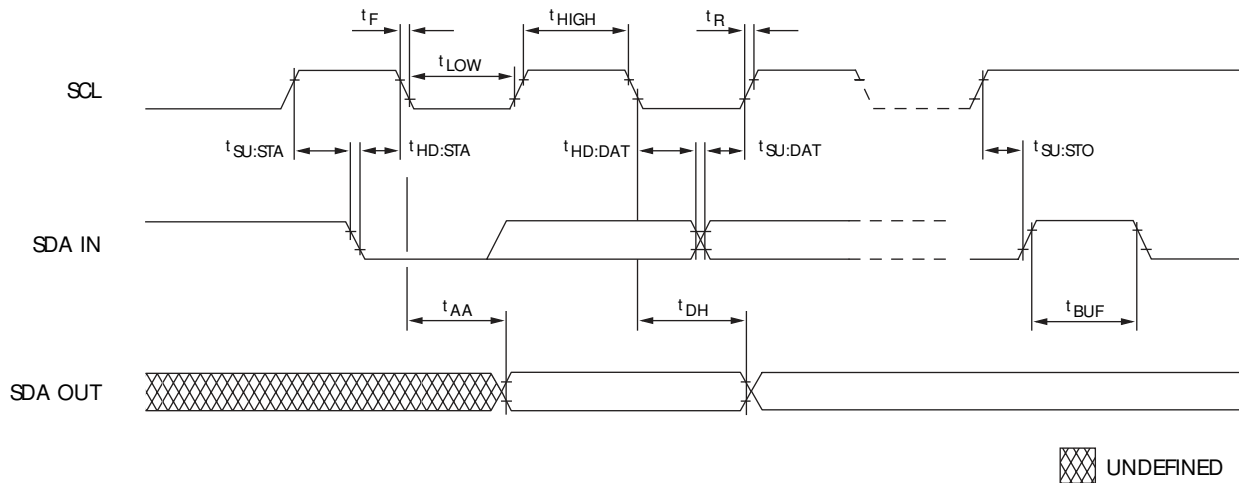 tF
tHIGH
tR
tLOW
SCL
tSU:STA
tHD:STA
tHD:DAT
tSU:DAT
tSU:STO
SDA IN
tAA
tDH
tBUF
SDA OUT
UNDEFINED